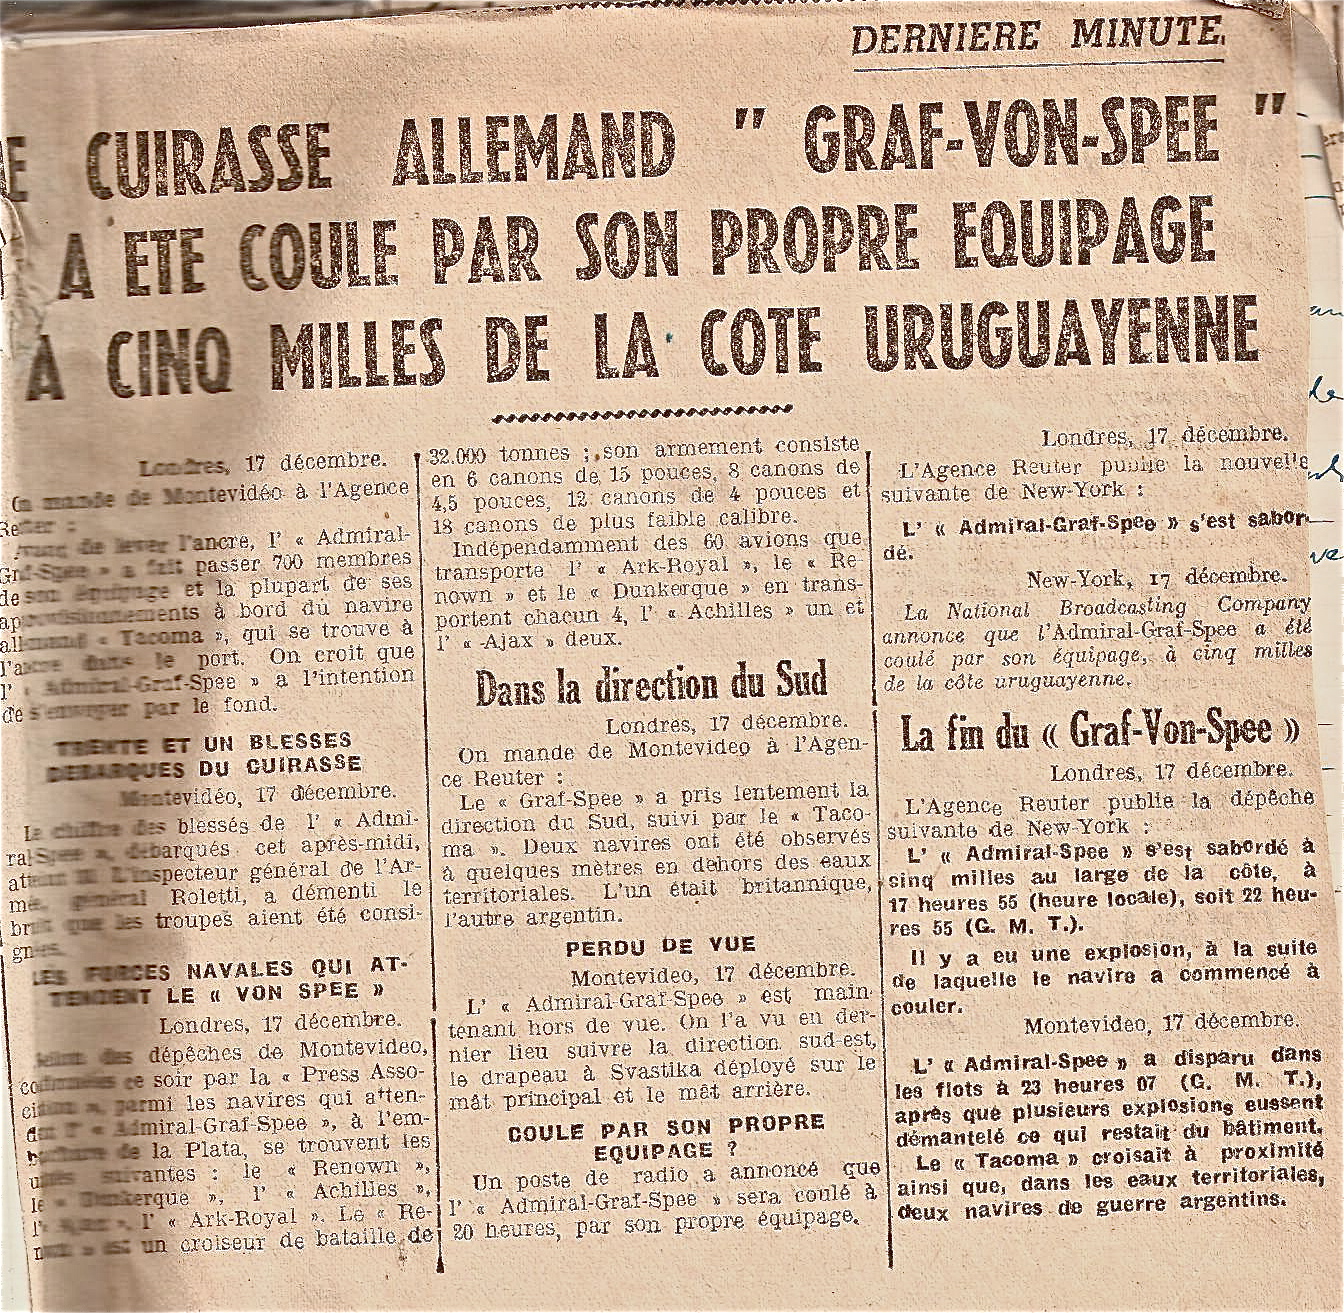 DERNIERE MINUTE
E CUIRASSE ALLEMAND " GRAF-VON-SPEE "
A ETE COULE PAR SON PROPRE EQUIPAGE
A CINQ MILLES DE LA COTE URUGUAYENNE
Londres, 17 décembre.
On mande de Montevidéo à l'Agence
Reuter :
de lever l'ancre, l' « Admiral-
Graf-Spee » a fait passer 700 membres
de son équipage et la plupart de ses
approvisionnements à bord du navire
allemand « Tacoma », qui se trouve à
l'ancre dans le port. On croit que
l' « Admiral-Graf-Spee » a l'intention
de s'envoyer par le fond.
TRENTE ET UN BLESSES
DEBARQUES DU CUIRASSE
Montevidéo, 17 décembre.
Le chiffre des blessés de l' « Admi-
ral-Spee », débarqués cet après-midi,
L'inspecteur général de l'Ar-
mée, général Roletti, a démenti le
bruit que les troupes aient été consi-
gnées.
LES FORCES NAVALES QUI AT-
TENDENT LE « VON SPEE »
Londres, 17 décembre.
Selon des dépêches de Montevideo,
ce soir par la « Press Asso-
ciation », parmi les navires qui atten-
dent l' « Admiral-Graf-Spee », à l'em-
bouchure de la Plata, se trouvent les
unités suivantes : le « Renown »,
le « Dunkerque », l' « Achilles »,
l' l' « Ark-Royal ». Le « Re-
nown » est un croiseur de bataille de
32.000 tonnes ; son armement consiste
en 6 canons de 15 pouces, 8 canons de
4,5 pouces, 12 canons de 4 pouces et
18 canons de plus faible calibre.
Indépendamment des 60 avions que
transporte l' « Ark-Royal », le « Re-
nown » et le « Dunkerque » en trans-
portent chacun 4, l' « Achilles » un et
l' « Ajax » deux.
Dans la direction du Sud
Londres, 17 décembre.
On mande de Montevideo à l'Agen-
ce Reuter :
Le « Graf-Spee » a pris lentement la
direction du Sud, suivi par le « Taco-
ma ». Deux navires ont été observés
à quelques mètres en dehors des eaux
territoriales. L'un était britannique,
l'autre argentin.
PERDU DE VUE
Montevideo, 17 décembre.
L' « Admiral-Graf-Spee » est main-
tenant hors de vue. On l'a vu en der-
nier lieu suivre la direction sud-est,
le drapeau à Svastika déployé sur le
mât principal et le mât arrière.
COULE PAR SON PROPRE
EQUIPAGE ?
Un poste de radio a annoncé que
l' « Admiral-Graf-Spee » sera coulé à
20 heures, par son propre équipage.
Londres, 17 décembre.
L'Agence Reuter publie la nouvelle
suivante de New-York :
L' « Admiral-Graf-Spee » s'est sabor-
dé.
New-York, 17 décembre.
La National Broadcasting Company
annonce que l'Admiral-Graf-Spee a été
coulé par son équipage, à cinq milles
de la côte uruguayenne.
La fin du « Graf-Von-Spee »
Londres, 17 décembre.
L'Agence Reuter publie la dépêche
suivante de New-York :
L' « Admiral-Spee » s'est sabordé à
cinq milles au large de la côte, à
17 heures 55 (heure locale), soit 22 heu-
res 55 (G. M. T.).
Il y a eu une explosion, à la suite
de laquelle le navire a commencé à
couler.
Montevideo, 17 décembre.
L' « Admiral-Spee » a disparu dans
les flots à 23 heures 07 (G. M. T.),
après que plusieurs explosions eussent
démantelé ce qui restait du bâtiment.
Le « Tacoma » croisait à proximité
ainsi que, dans les eaux territoriales,
deux navires de guerre argentins.